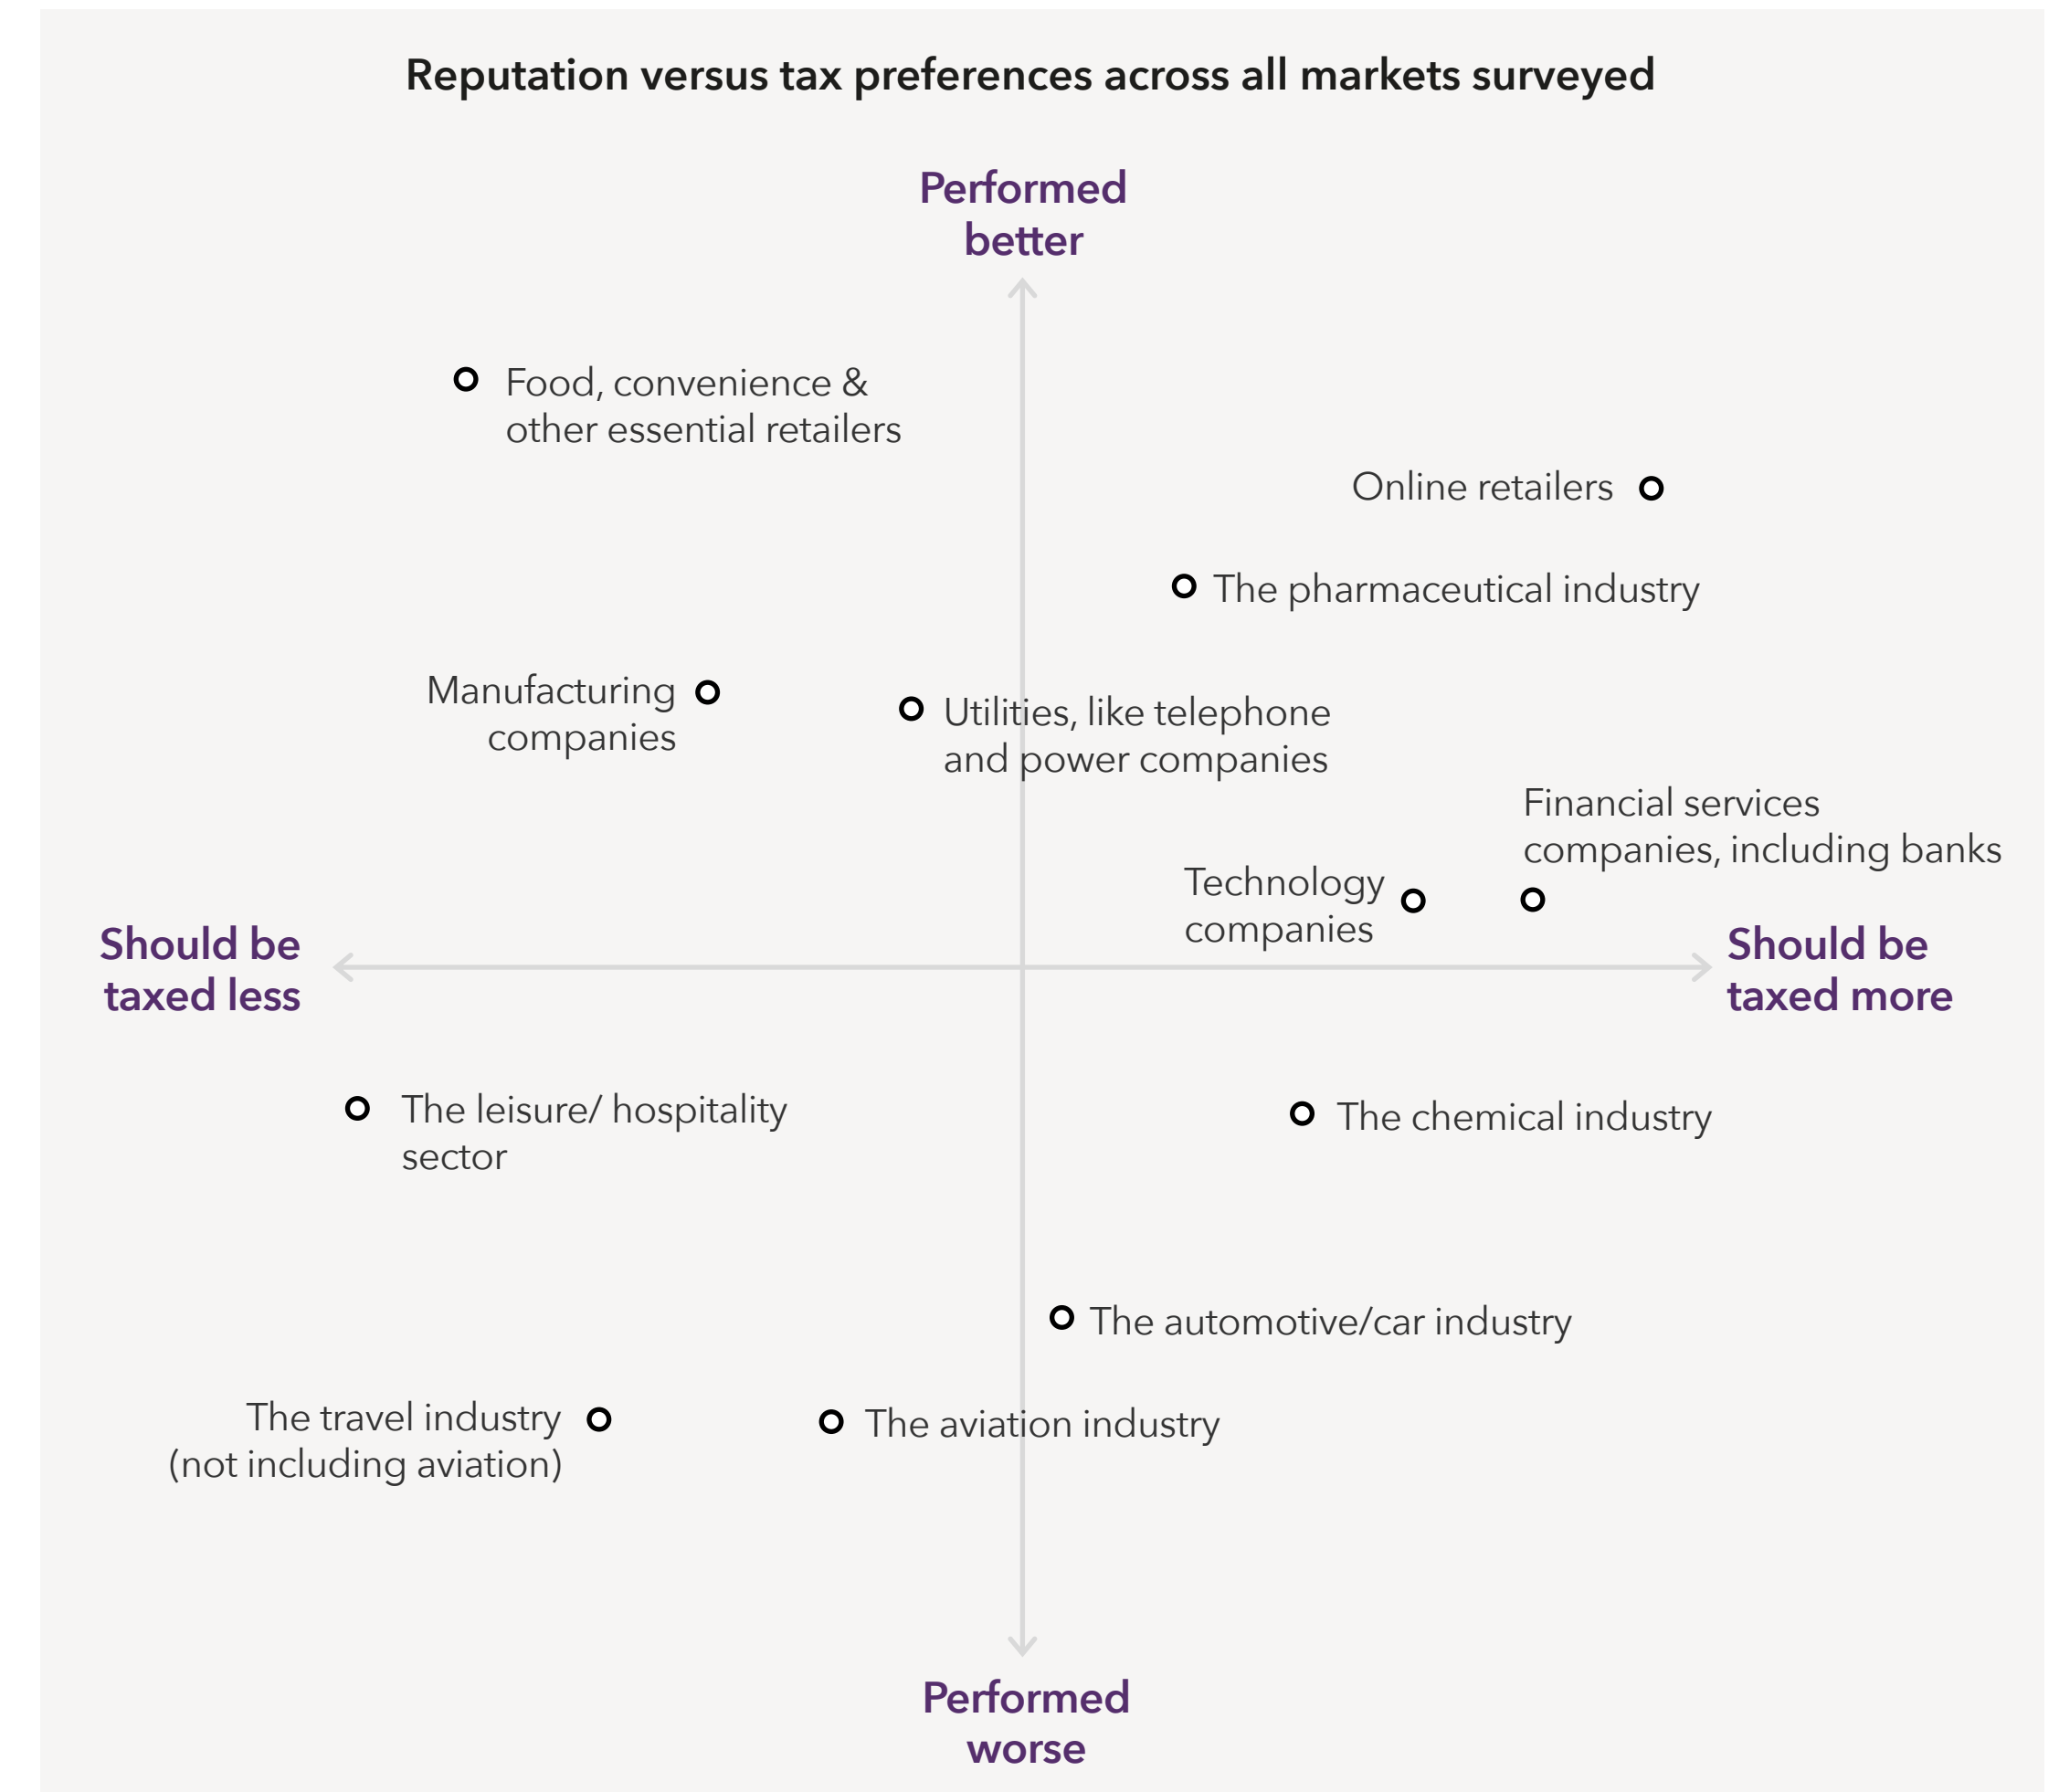 Reputation versus tax preferences across all markets surveyed
Performed
better
Food, convenience &
other essential retailers
Online retailers
The pharmaceutical industry
Manufacturing
companies
Utilities, like telephone
and power companies
Financial services
companies, including banks
Technology
companies
Should be
taxed less
Should be
taxed more
The leisure/ hospitality
sector
The chemical industry
The automotive/car industry
The travel industry
(not including aviation)
The aviation industry
Performed
worse